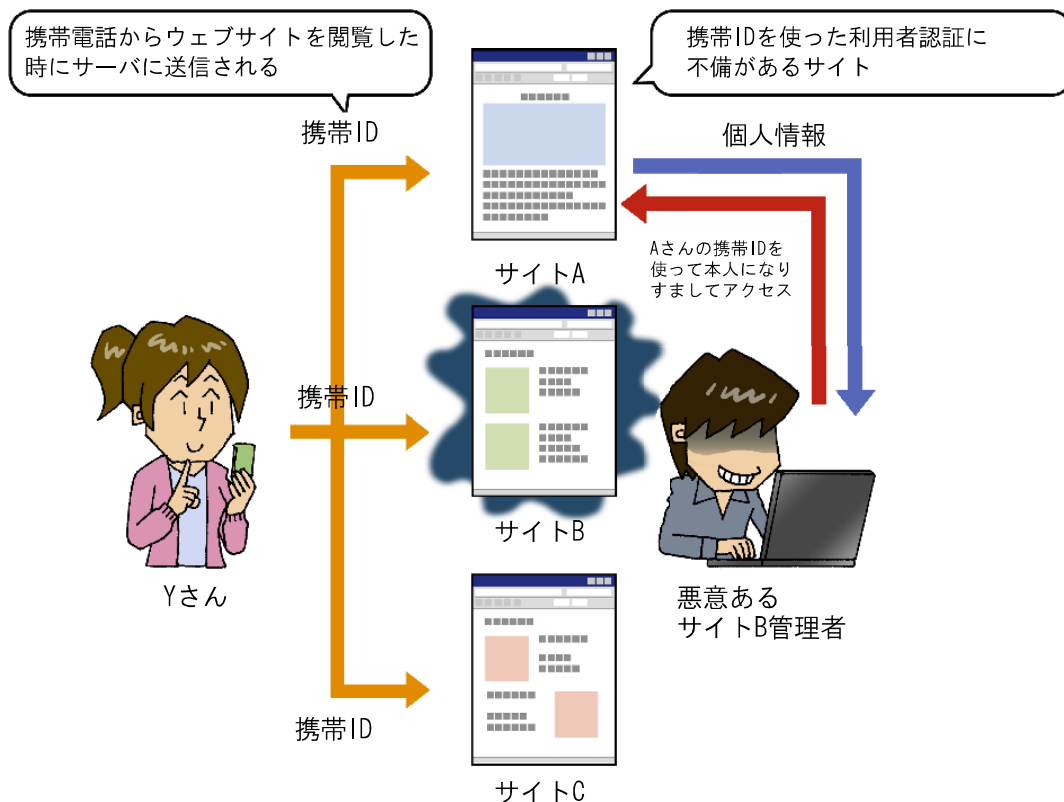 携帯電話からウェブサイトを閲覧した
時にサーバに送信される
携帯IDを使った利用者認証に
不備があるサイト
携帯ID
個人情報
Aさんの携帯IDを
使って本人になり
すましてアクセス
サイトA
携帯ID
サイトB
Yさん
悪意ある
サイトB管理者
携帯ID
サイトC